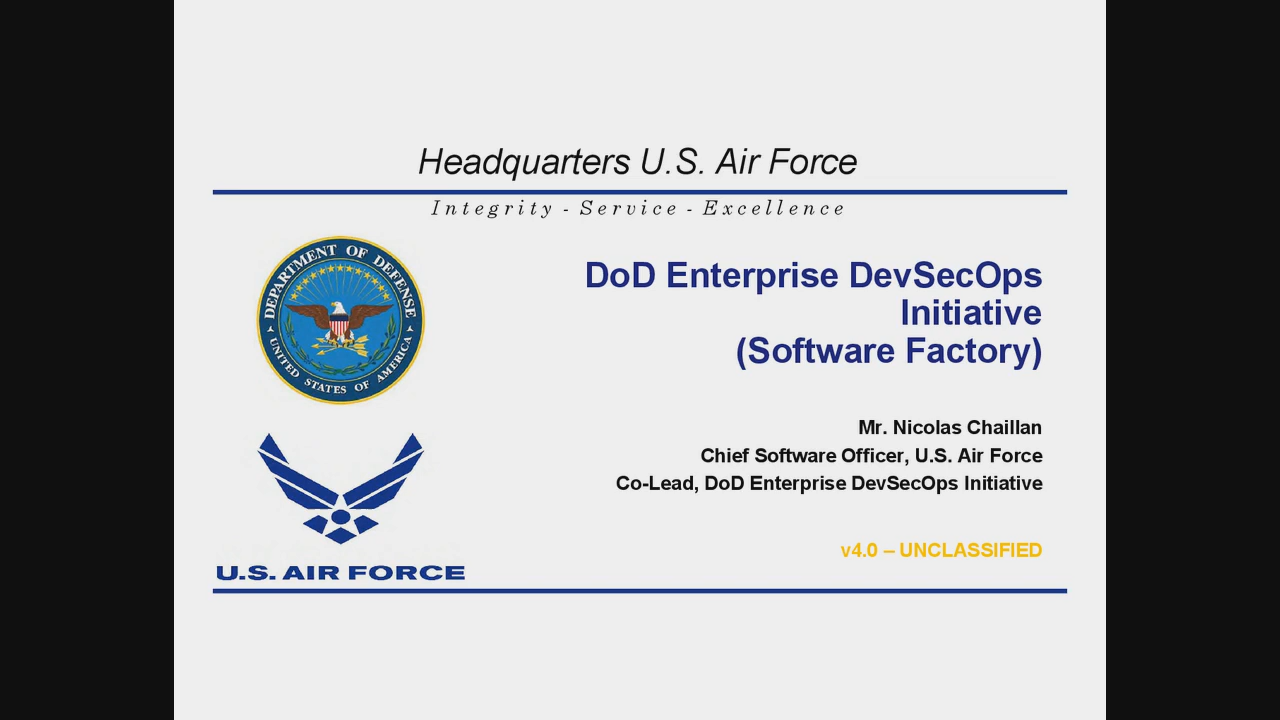 Headquarters U.S. Air Force
Integrity - Service - Excellence
DEPARTMENT OF DEFENSE
UNITED STATES OF AMERICA
DoD Enterprise DevSecOps
Initiative
(Software Factory)
Mr. Nicolas Chaillan
Chief Software Officer, U.S. Air Force
Co-Lead, DoD Enterprise DevSecOps Initiative
v4.0 – UNCLASSIFIED
U.S. AIR FORCE